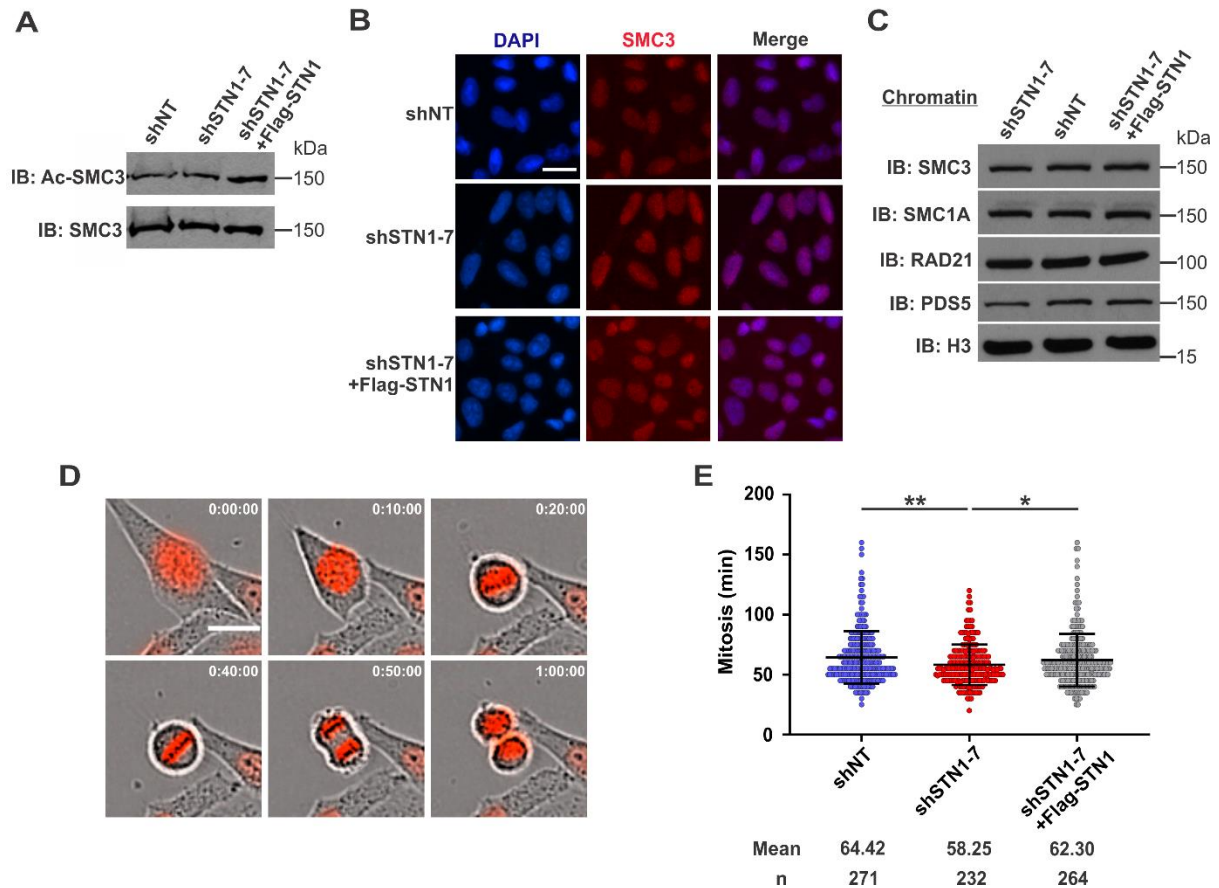 A
shNT
shSTN1-7
shSTN1-7
+Flag-STN1
kDa
IB: Ac-SMC3
150
IB: SMC3
150
B
DAPI
SMC3
Merge
shNT
shSTN1-7
shSTN1-7
+Flag-STN1
C
Chromatin
shSTN1-7
shNT
shSTN1-7
+Flag-STN1
kDa
IB: SMC3
150
IB: SMC1A
150
IB: RAD21
100
IB: PDS5
150
IB: H3
15
D
0:00:00
0:10:00
0:20:00
0:40:00
0:50:00
1:00:00
E
Mitosis (min)
200
150
100
50
0
**
*
shNT
shSTN1-7
shSTN1-7
+Flag-STN1
Mean 64.42 58.25 62.30
n 271 232 264